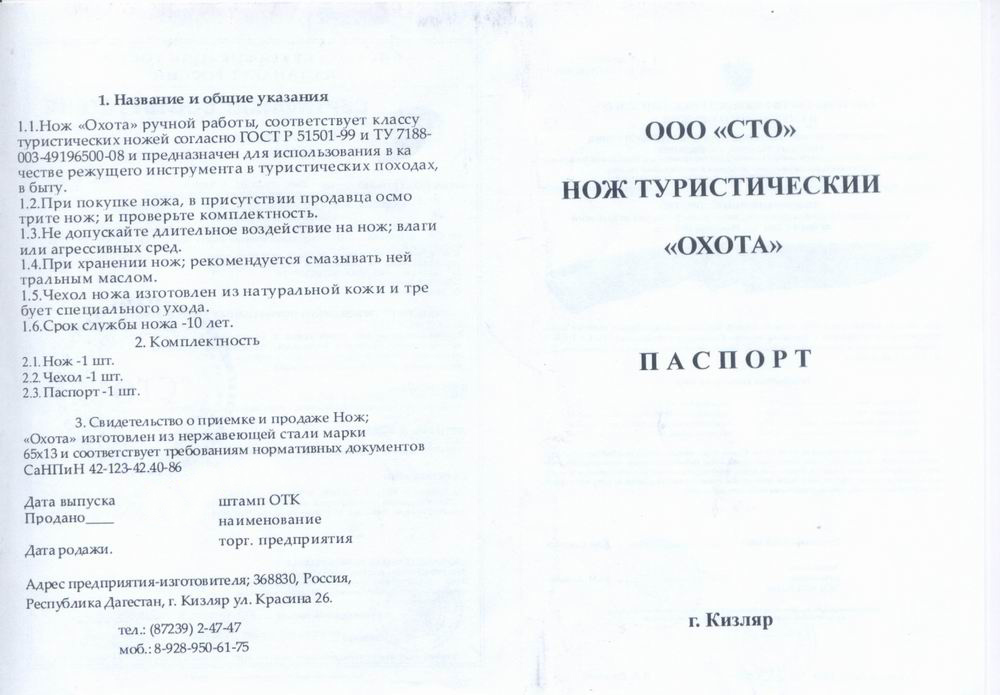 1. Название и общие указания
1.1.Нож «Охота» ручной работы, соответствует классу
туристических ножей согласно ГОСТ Р 51501-99 и ТУ 7188-
003-49196500-08 и предназначен для использования в ка
честве режущего инструмента в туристических походах,
в быту.
1.2.При покупке ножа, в присутствии продавца осмо
трите нож; и проверьте комплектность.
1.3.Не допускайте длительное воздействие на нож; влаги
или агрессивных сред.
1.4.При хранении нож; рекомендуется смазывать ней
тральным маслом.
1.5.Чехол ножа изготовлен из натуральной кожи и тре
бует специального ухода.
1.6.Срок службы ножа -10 лет.
2. Комплектность
2.1. Нож -1 шт.
2.2. Чехол -1 шт.
2.3. Паспорт -1 шт.
3. Свидетельство о приемке и продаже Нож;
«Охота» изготовлен из нержавеющей стали марки
65х13 и соответствует требованиям нормативных документов
СаНПиН 42-123-42.40-86
Дата выпуска штамп ОТК
Продано____ наименование
торг. предприятия
Дата родажи.
Адрес предприятия-изготовителя; 368830, Россия,
Республика Дагестан, г. Кизляр ул. Красина 26.
тел.: (87239) 2-47-47
моб.: 8-928-950-61-75
ООО «СТО»
НОЖ ТУРИСТИЧЕСКИИ
«ОХОТА»
П А С П О Р Т
г. Кизляр